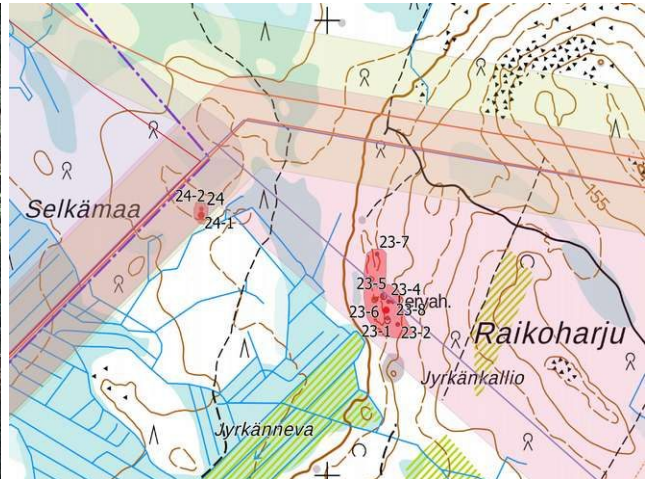 24-2 24
Selkämaa
24-1
155
23-7
23-5
23-4
ervah.
23-6
23-8
23-1
23-2
Raikoharju
Jyrkänkallio
Jyrkänneva